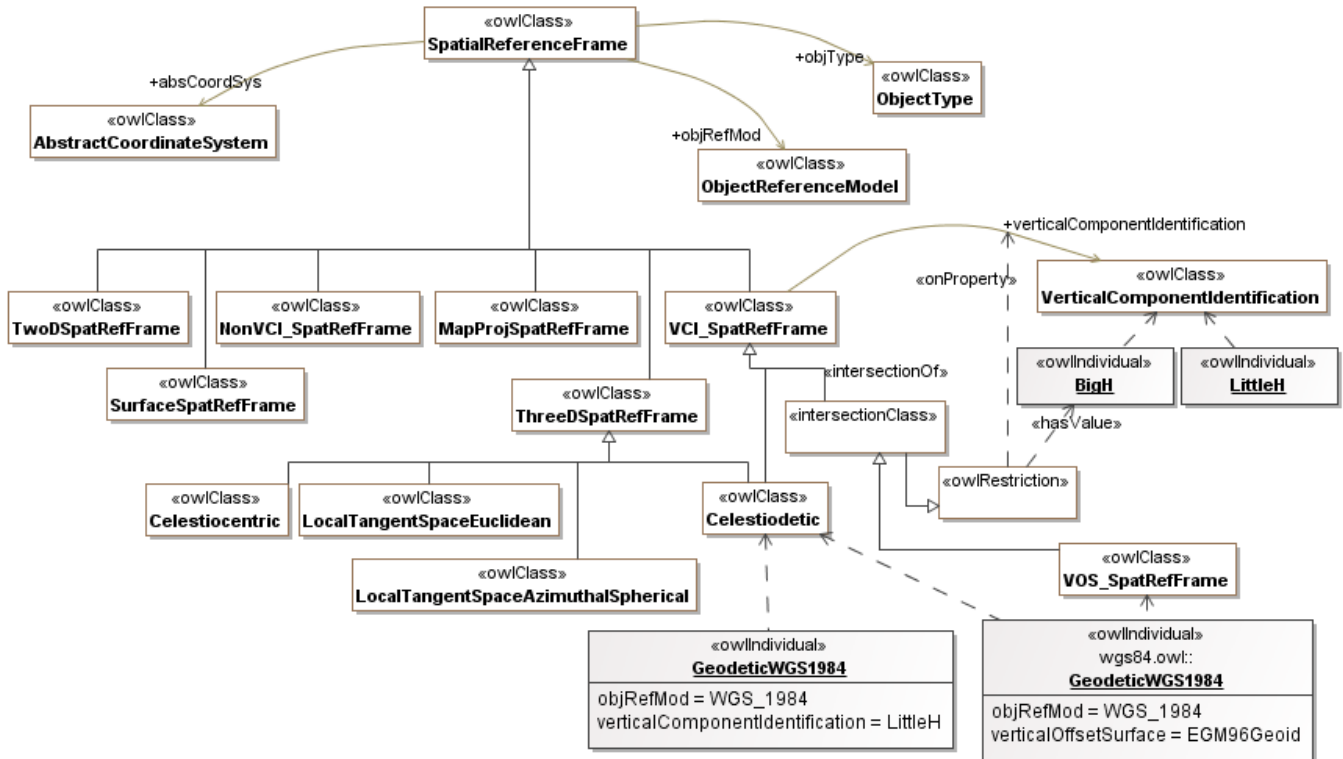 «owlClass»
SpatialReferenceFrame
+absCoordSys
+objType
«owlClass»
ObjectType
«owlClass»
AbstractCoordinateSystem
+objRefMod
«owlClass»
ObjectReferenceModel
+verticalComponentIdentification
«onProperty»
«owlClass»
VerticalComponentIdentification
«owlClass»
TwoDSpatRefFrame
«owlClass»
NonVCI_SpatRefFrame
«owlClass»
MapProjSpatRefFrame
«owlClass»
VCI_SpatRefFrame
«owlIndividual»
BigH
«owlIndividual»
LittleH
«owlClass»
SurfaceSpatRefFrame
«owlClass»
ThreeDSpatRefFrame
«intersectionOf»
«intersectionClass»
«hasValue»
«owlRestriction»
«owlClass»
Celestiocentric
«owlClass»
LocalTangentSpaceEuclidean
«owlClass»
Celestiodetic
«owlClass»
LocalTangentSpaceAzimuthalSpherical
«owlClass»
VOS_SpatRefFrame
«owlIndividual»
GeodeticWGS1984
objRefMod = WGS_1984
verticalComponentIdentification = LittleH
«owlIndividual»
wgs84.owl::
GeodeticWGS1984
objRefMod = WGS_1984
verticalOffsetSurface = EGM96Geoid